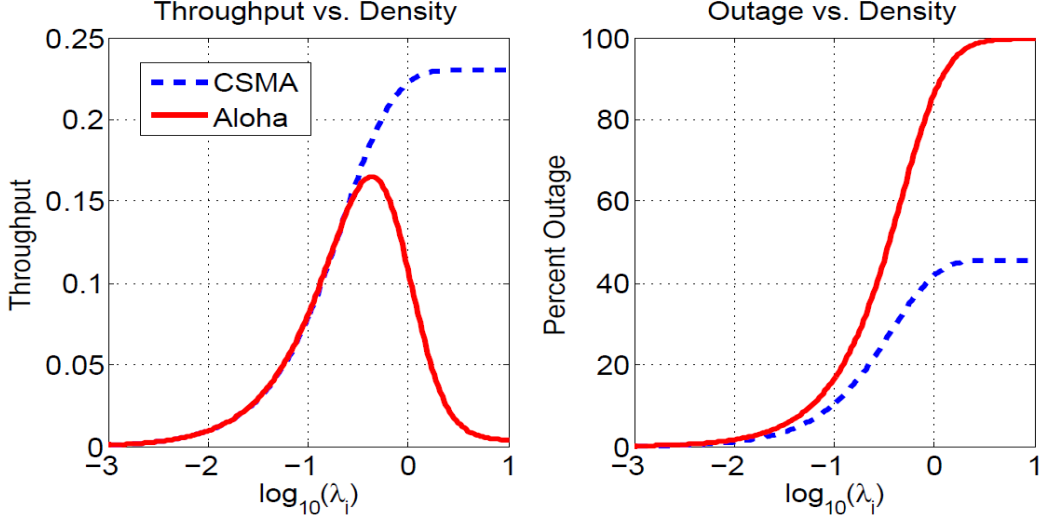 Throughput vs. Density
0.25
0.2
0.15
0.1
0.05
0
Throughput
CSMA
Aloha
−3 −2 −1 0 1
log10(λi)
Outage vs. Density
100
80
60
40
20
0
Percent Outage
−3 −2 −1 0 1
log10(λi)